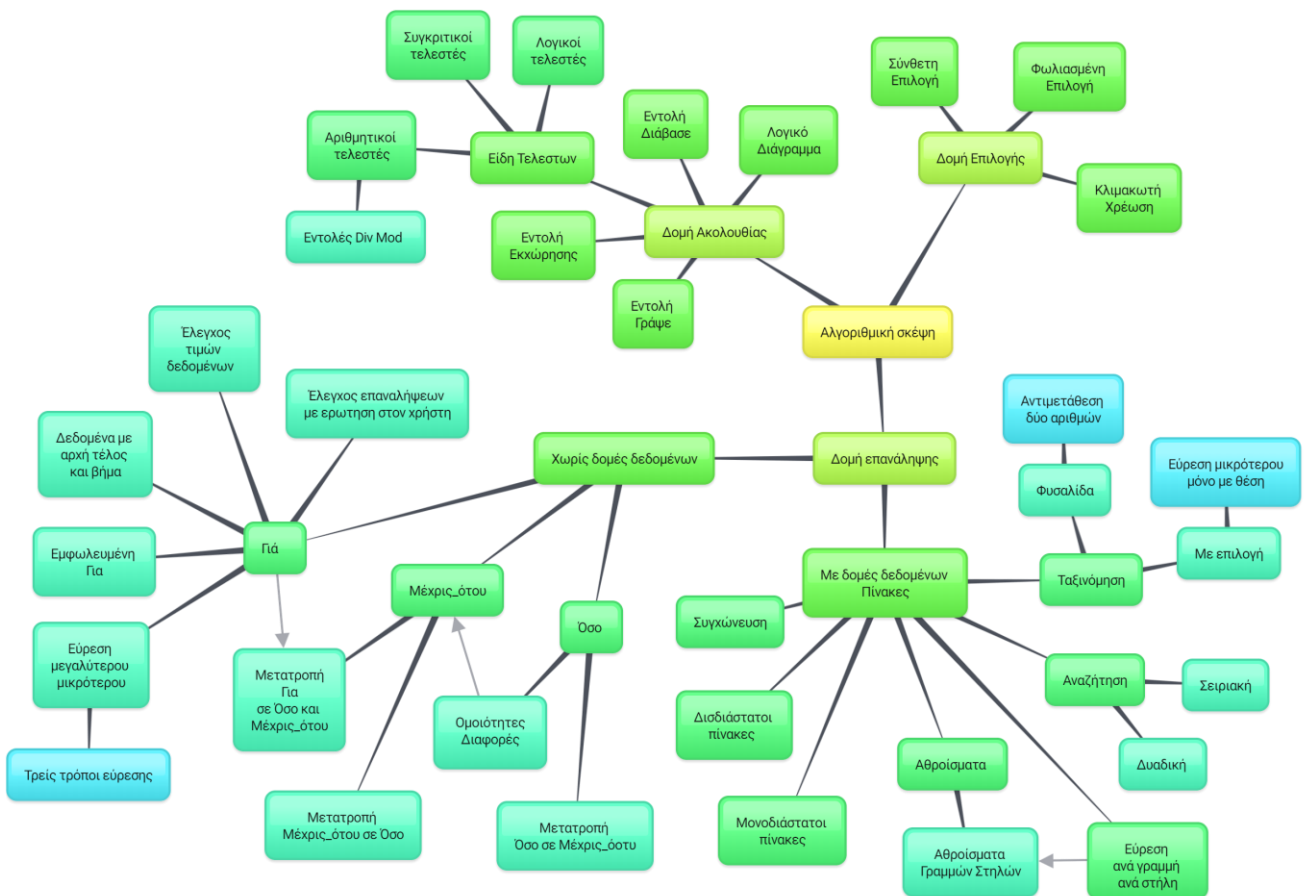 Συγκριτικοί
τελεστές
Λογικοί
τελεστές
Σύνθετη
Επιλογή
Φωλιασμένη
Επιλογή
Αριθμητικοί
τελεστές
Είδη Τελεστων
Εντολή
Διάβασε
Λογικό
Διάγραμμα
Δομή Επιλογής
Κλιμακωτή
Χρέωση
Εντολές Div Mod
Εντολή
Εκχώρησης
Δομή Ακολουθίας
Εντολή
Γράψε
Αλγοριθμική σκέψη
Έλεγχος
τιμών
δεδομένων
Έλεγχος επαναλήψεων
με ερωτηση στον χρήστη
Δεδομένα με
αρχή τέλος
και βήμα
Χωρίς δομές δεδομένων
Δομή επανάληψης
Αντιμετάθεση
δύο αριθμών
Εύρεση μικρότερου
μόνο με θέση
Φυσαλίδα
Εμφωλευμένη
Για
Γιά
Μέχρις_ότου
Όσο
Με δομές δεδομένων
Πίνακες
Ταξινόμηση
Με επιλογή
Συγχώνευση
Εύρεση
μεγαλύτερου
μικρότερου
Μετατροπή
Για
σε Όσο και
Μέχρις_ότου
Ομοιότητες
Διαφορές
Δισδιάστατοι
πίνακες
Αναζήτηση
Σειριακή
Τρείς τρόποι εύρεσης
Αθροίσματα
Δυαδική
Μετατροπή
Μέχρις_ότου σε Όσο
Μετατροπή
Όσο σε Μέχρις_όοτυ
Μονοδιάστατοι
πίνακες
Αθροίσματα
Γραμμών Στηλών
Εύρεση
ανά γραμμή
ανά στήλη